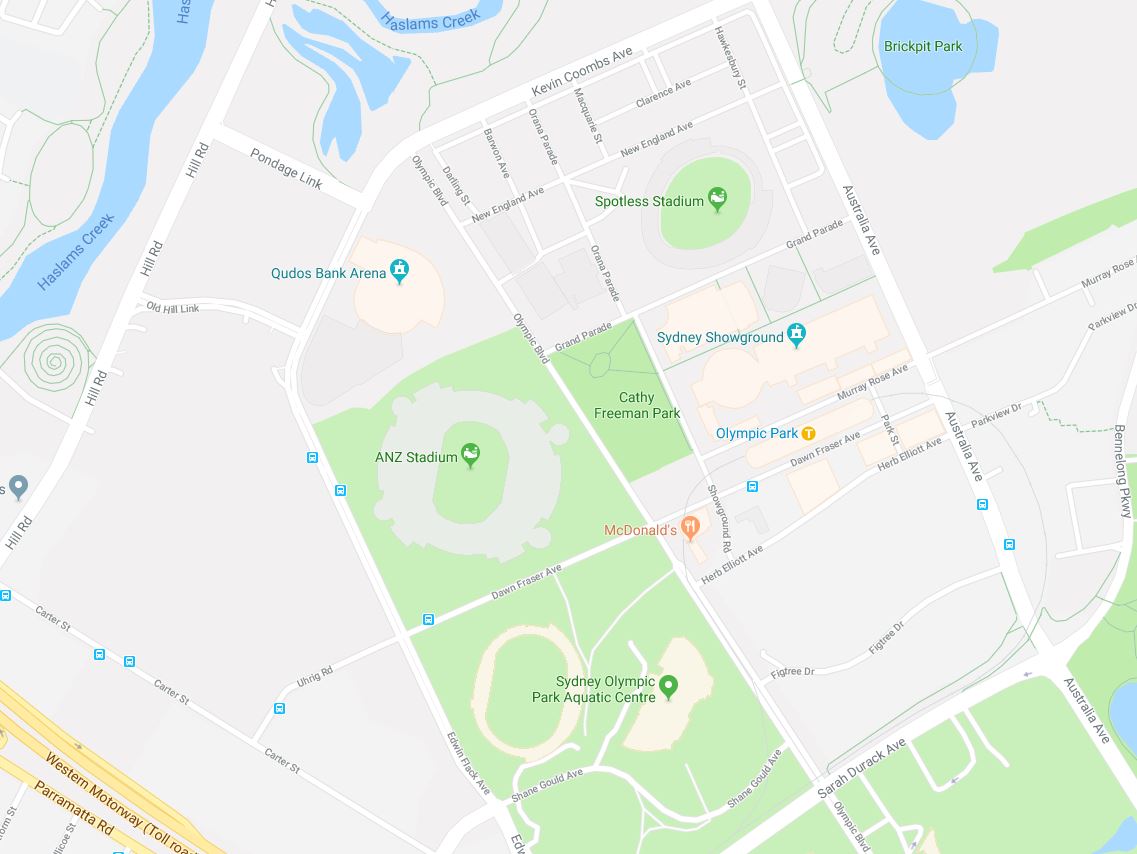 Haslams Creek
Brickpit Park
Kevin Coombs Ave
Hawkesbury St
Clarence Ave
Macquarie St
Orana Parade
Barwon Ave
New England Ave
Hill Rd
Pondage Link
Olympic Blvd
Darling St
New England Ave
Spotless Stadium
Australia Ave
Grand Parade
Haslams Creek
Hill Rd
Qudos Bank Arena
Orana Parade
Murray Rose
Old Hill Link
Olympic Blvd
Grand Parade
Sydney Showground
Parkview Dr
Hill Rd
Cathy
Freeman Park
Murray Rose Ave
Olympic Park
T
Park St
Parkview Dr
Australia Ave
Bennelong Pkwy
ANZ Stadium
Dawn Fraser Ave
Herb Elliott Ave
s
Hill Rd
Showground Rd
McDonald's
Herb Elliott Ave
Dawn Fraser Ave
Carter St
Figtree Dr
Figtree Dr
Uhrig Rd
Sydney Olympic
Park Aquatic Centre
Carter St
Australia Ave
Carter St
Edwin Flack Ave
Shane Gould Ave
Shane Gould Ave
Sarah Durack Ave
Western Motorway (Toll road
Parramatta Rd
Olympic Blvd